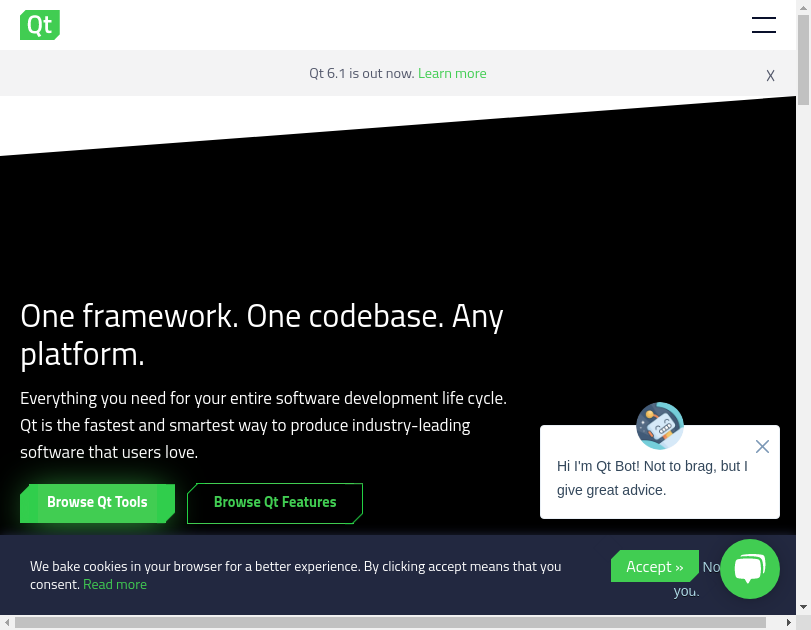 Qt
Qt 6.1 is out now. Learn more
X
One framework. One codebase. Any
platform.
Everything you need for your entire software development life cycle.
Qt is the fastest and smartest way to produce industry-leading
software that users love.
Browse Qt Tools
Browse Qt Features
Hi I'm Qt Bot! Not to brag, but I
give great advice.
We bake cookies in your browser for a better experience. By clicking accept means that you
consent. Read more
Accept »
you.